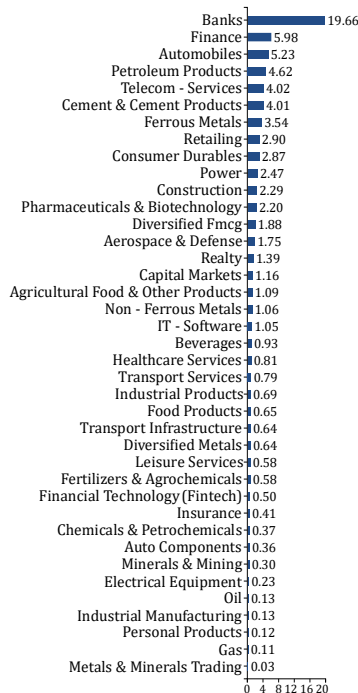 Banks 19.66
Finance 5.98
Automobiles 5.23
Petroleum Products 4.62
Telecom - Services 4.02
Cement & Cement Products 4.01
Ferrous Metals 3.54
Retailing 2.90
Consumer Durables 2.87
Power 2.47
Construction 2.29
Pharmaceuticals & Biotechnology 2.20
Diversified Fmcg 1.88
Aerospace & Defense 1.75
Realty 1.39
Capital Markets 1.16
Agricultural Food & Other Products 1.09
Non - Ferrous Metals 1.06
IT - Software 1.05
Beverages 0.93
Healthcare Services 0.81
Transport Services 0.79
Industrial Products 0.69
Food Products 0.65
Transport Infrastructure 0.64
Diversified Metals 0.64
Leisure Services 0.58
Fertilizers & Agrochemicals 0.58
Financial Technology (Fintech) 0.50
Insurance 0.41
Chemicals & Petrochemicals 0.37
Auto Components 0.36
Minerals & Mining 0.30
Electrical Equipment 0.23
Oil 0.13
Industrial Manufacturing 0.13
Personal Products 0.12
Gas 0.11
Metals & Minerals Trading 0.03
0 4 8 12 16 20